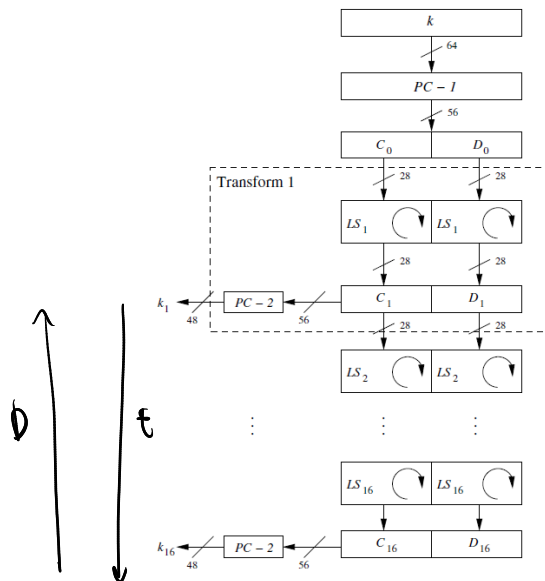 k
64
PC − 1
56
C0 D0
28 28
Transform 1
LS1 LS1
28 28
k1 PC − 2 C1 D1
48 56
28 28
LS2 LS2
D t
⋮ ⋮ ⋮
LS16 LS16
k16 PC − 2 C16 D16
48 56